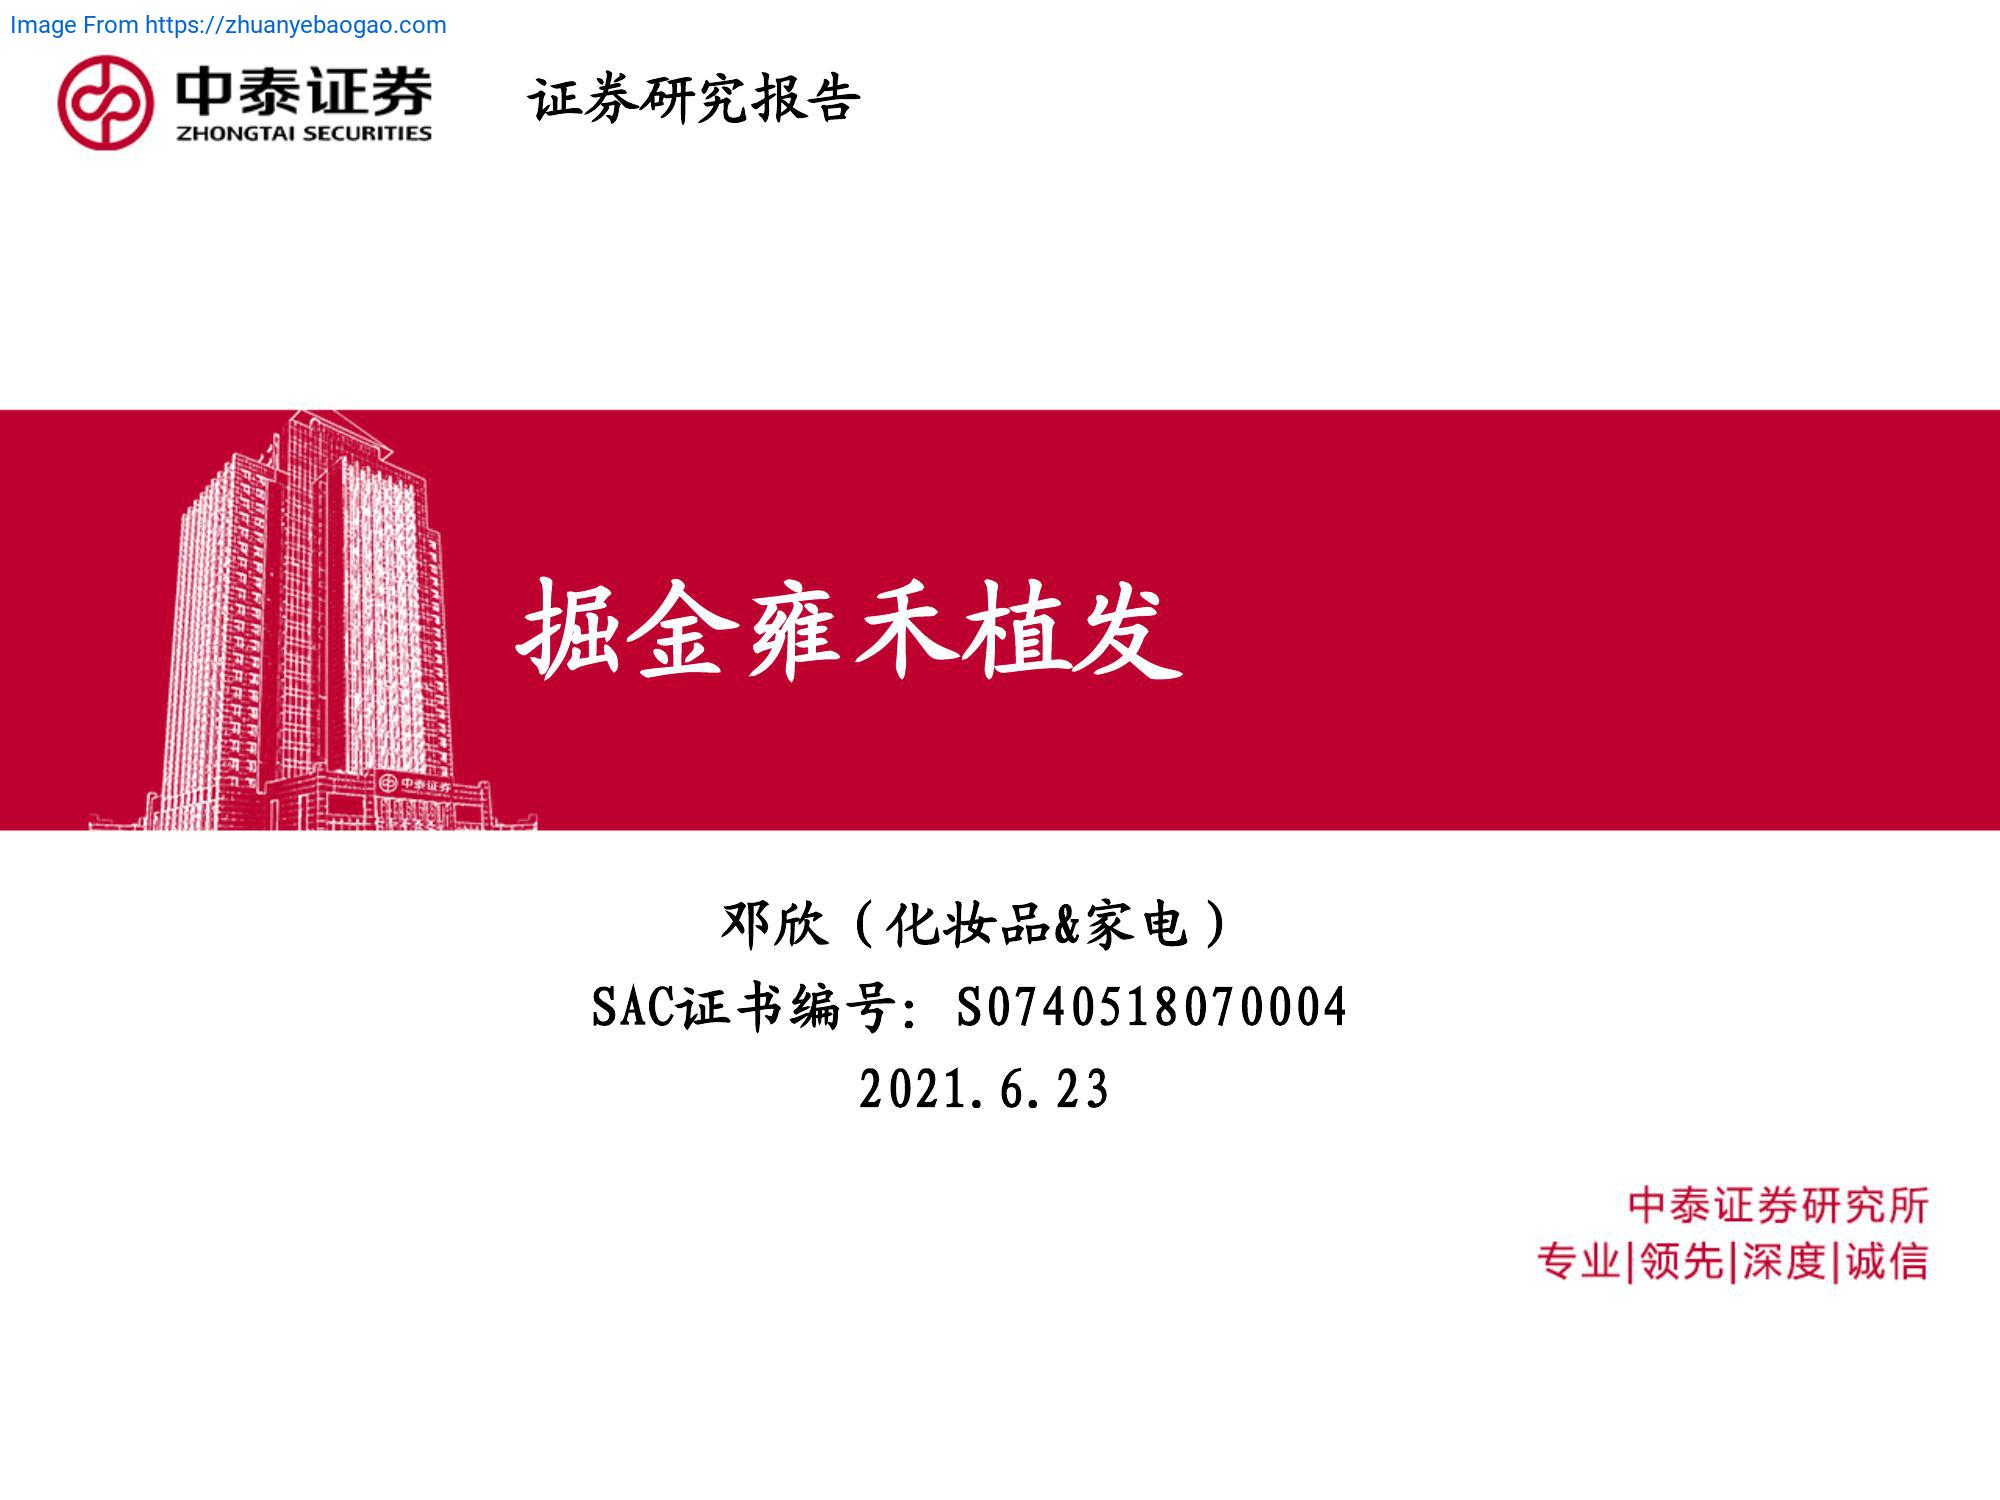 Image From https://zhuanyebaogao.com
中泰证券
ZHONGTAI SECURITIES
证券研究报告
掘金雍禾植发
中泰证券
邓欣（化妆品&家电）
SAC证书编号：S0740518070004
2021.6.23
中泰证券研究所
专业|领先|深度|诚信